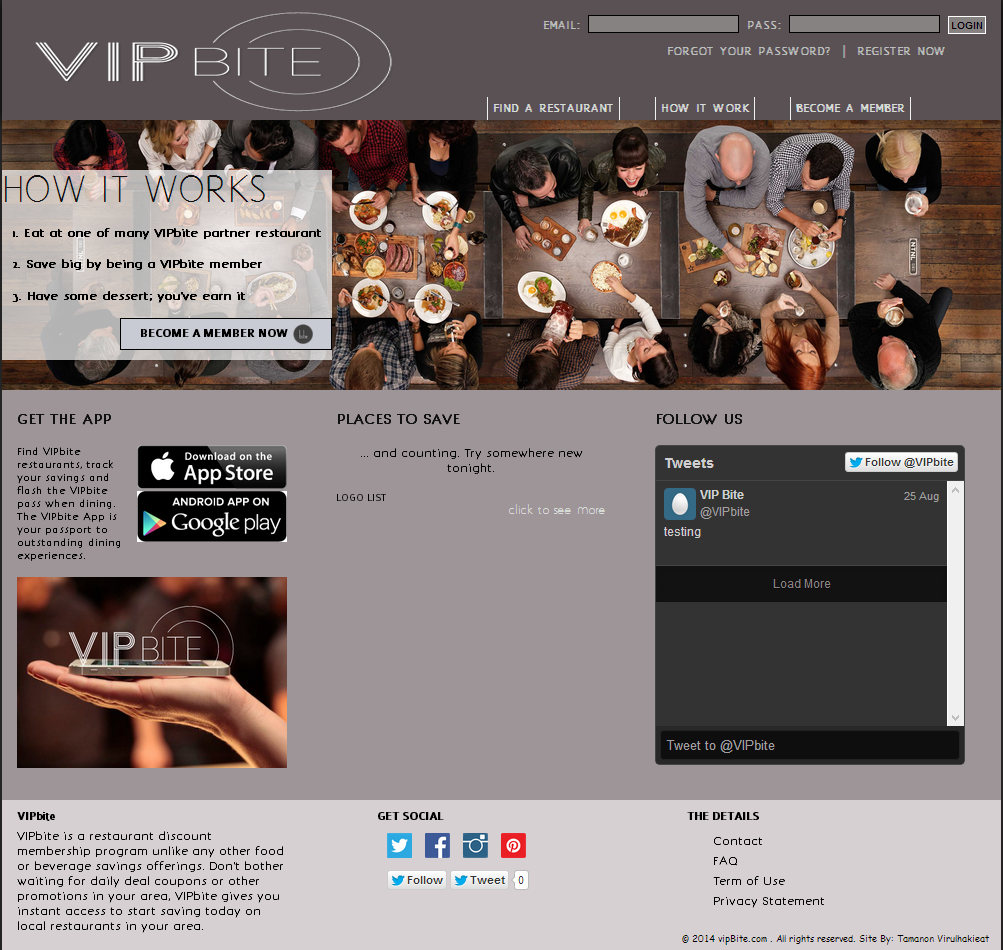 VIPBITE
EMAIL: PASS: LOGIN
FORGOT YOUR PASSWORD? | REGISTER NOW
FIND A RESTAURANT HOW IT WORK BECOME A MEMBER
HOW IT WORKS
1. Eat at one of many VIPbite partner restaurant
2. Save big by being a VIPbite member
3. Have some dessert; you've earn it
BECOME A MEMBER NOW
GET THE APP
Find VIPbite
restaurants, track
your savings and
flash the VIPbite
pass when dining.
The VIPbite App is
your passport to
outstanding dining
experiences.
Download on the
App Store
ANDROID APP ON
Google play
VIPBITE
PLACES TO SAVE
... and counting. Try somewhere new
tonight.
LOGO LIST
click to see more
FOLLOW US
Tweets Follow @VIPbite
VIP Bite 25 Aug
@VIPbite
testing
Load More
Tweet to @VIPbite
VIPbite
VIPbite is a restaurant discount
membership program unlike any other food
or beverage savings offerings. Don't bother
waiting for daily deal coupons or other
promotions in your area, VIPbite gives you
instant access to start saving today on
local restaurants in your area.
GET SOCIAL
Follow Tweet 0
THE DETAILS
Contact
FAQ
Term of Use
Privacy Statement
© 2014 vipBite.com . All rights reserved. Site By: Tamanon Virulhakieat